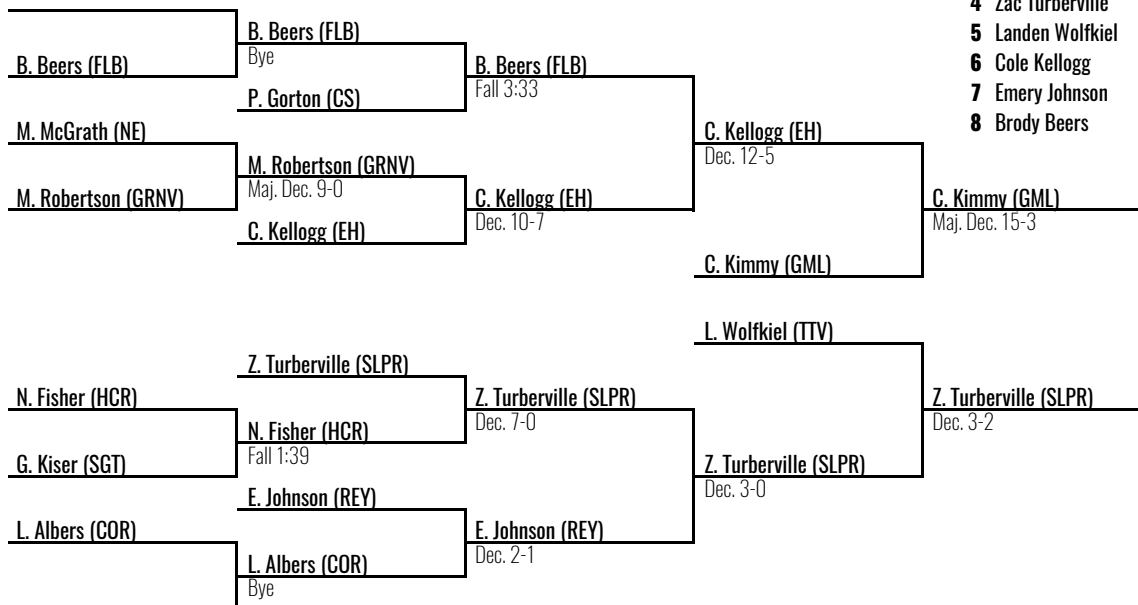 4 Zac Turberville
5 Landen Wolfkiel
6 Cole Kellogg
7 Emery Johnson
8 Brody Beers
B. Beers (FLB)
B. Beers (FLB)
Bye
P. Gorton (CS)
B. Beers (FLB)
Fall 3:33
M. McGrath (NE)
M. Robertson (GRNV)
M. Robertson (GRNV)
Maj. Dec. 9-0
C. Kellogg (EH)
C. Kellogg (EH)
Dec. 10-7
C. Kellogg (EH)
Dec. 12-5
C. Kimmy (GML)
C. Kimmy (GML)
Maj. Dec. 15-3
L. Wolfkiel (TTV)
Z. Turberville (SLPR)
N. Fisher (HCR)
G. Kiser (SGT)
N. Fisher (HCR)
Fall 1:39
Z. Turberville (SLPR)
Dec. 7-0
E. Johnson (REY)
L. Albers (COR)
L. Albers (COR)
Bye
E. Johnson (REY)
Dec. 2-1
Z. Turberville (SLPR)
Dec. 3-0
Z. Turberville (SLPR)
Dec. 3-2